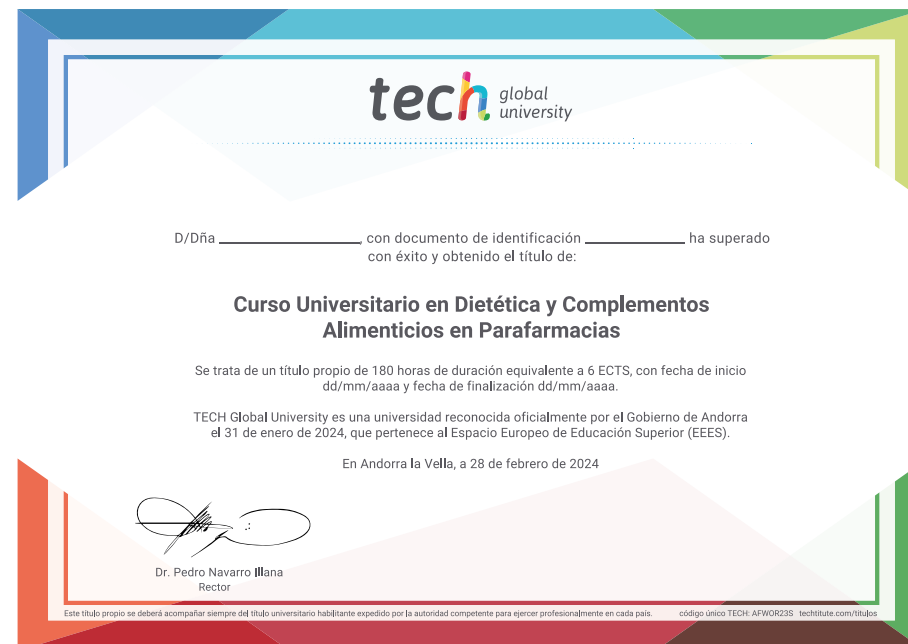 tech global university
D/Dña ____________________, con documento de identificación ______________ ha superado
con éxito y obtenido el título de:
Curso Universitario en Dietética y Complementos
Alimenticios en Parafarmacias
Se trata de un título propio de 180 horas de duración equivalente a 6 ECTS, con fecha de inicio
dd/mm/aaaa y fecha de finalización dd/mm/aaaa.
TECH Global University es una universidad reconocida oficialmente por el Gobierno de Andorra
el 31 de enero de 2024, que pertenece al Espacio Europeo de Educación Superior (EEES).
En Andorra la Vella, a 28 de febrero de 2024
Dr. Pedro Navarro Illana
Rector
Este título propio se deberá acompañar siempre del título universitario habilitante expedido por la autoridad competente para ejercer profesionalmente en cada país. código único TECH: AFWOR23S techtitute.com/titulos